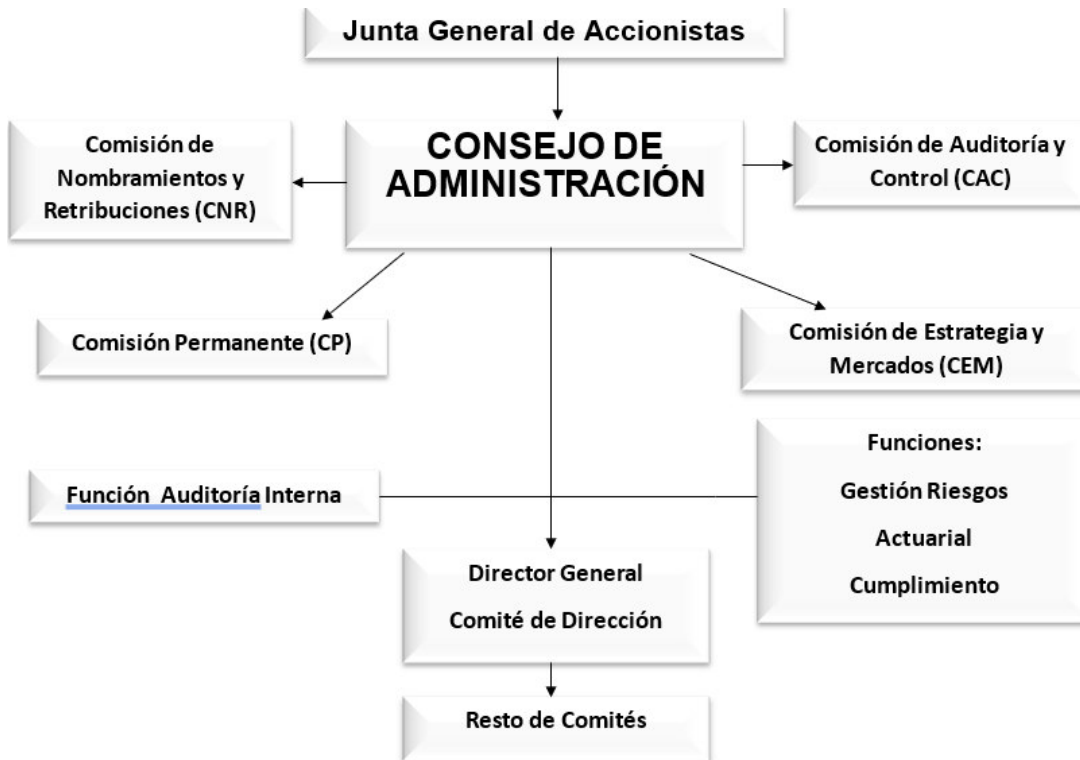 Junta General de Accionistas
Comisión de
Nombramientos y
Retribuciones (CNR)
CONSEJO DE
ADMINISTRACIÓN
Comisión de Auditoría y
Control (CAC)
Comisión Permanente (CP)
Comisión de Estrategia y
Mercados (CEM)
Función Auditoría Interna
Funciones:
Gestión Riesgos
Actuarial
Cumplimiento
Director General
Comité de Dirección
Resto de Comités